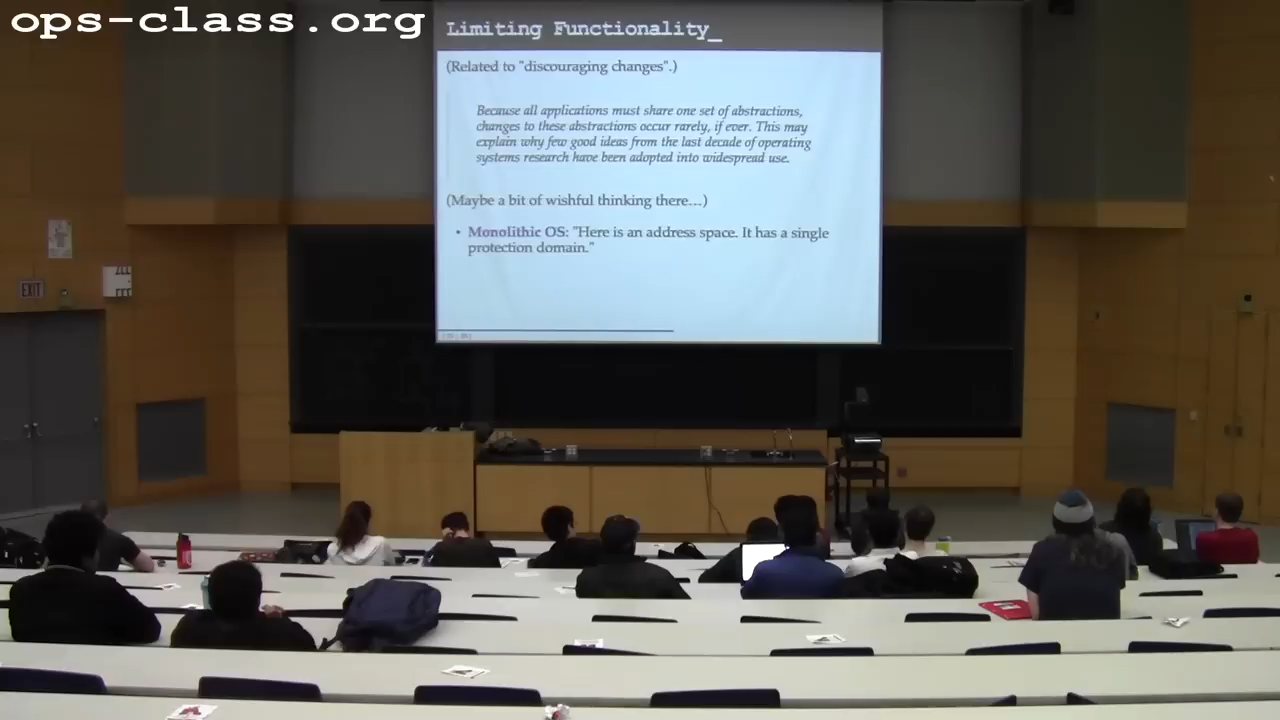 ops-class.org
Limiting Functionality_
(Related to "discouraging changes".)
Because all applications must share one set of abstractions,
changes to these abstractions occur rarely, if ever. This may
explain why few good ideas from the last decade of operating
systems research have been adopted into widespread use.
(Maybe a bit of wishful thinking there...)
• Monolithic OS: "Here is an address space. It has a single
protection domain."
EXIT